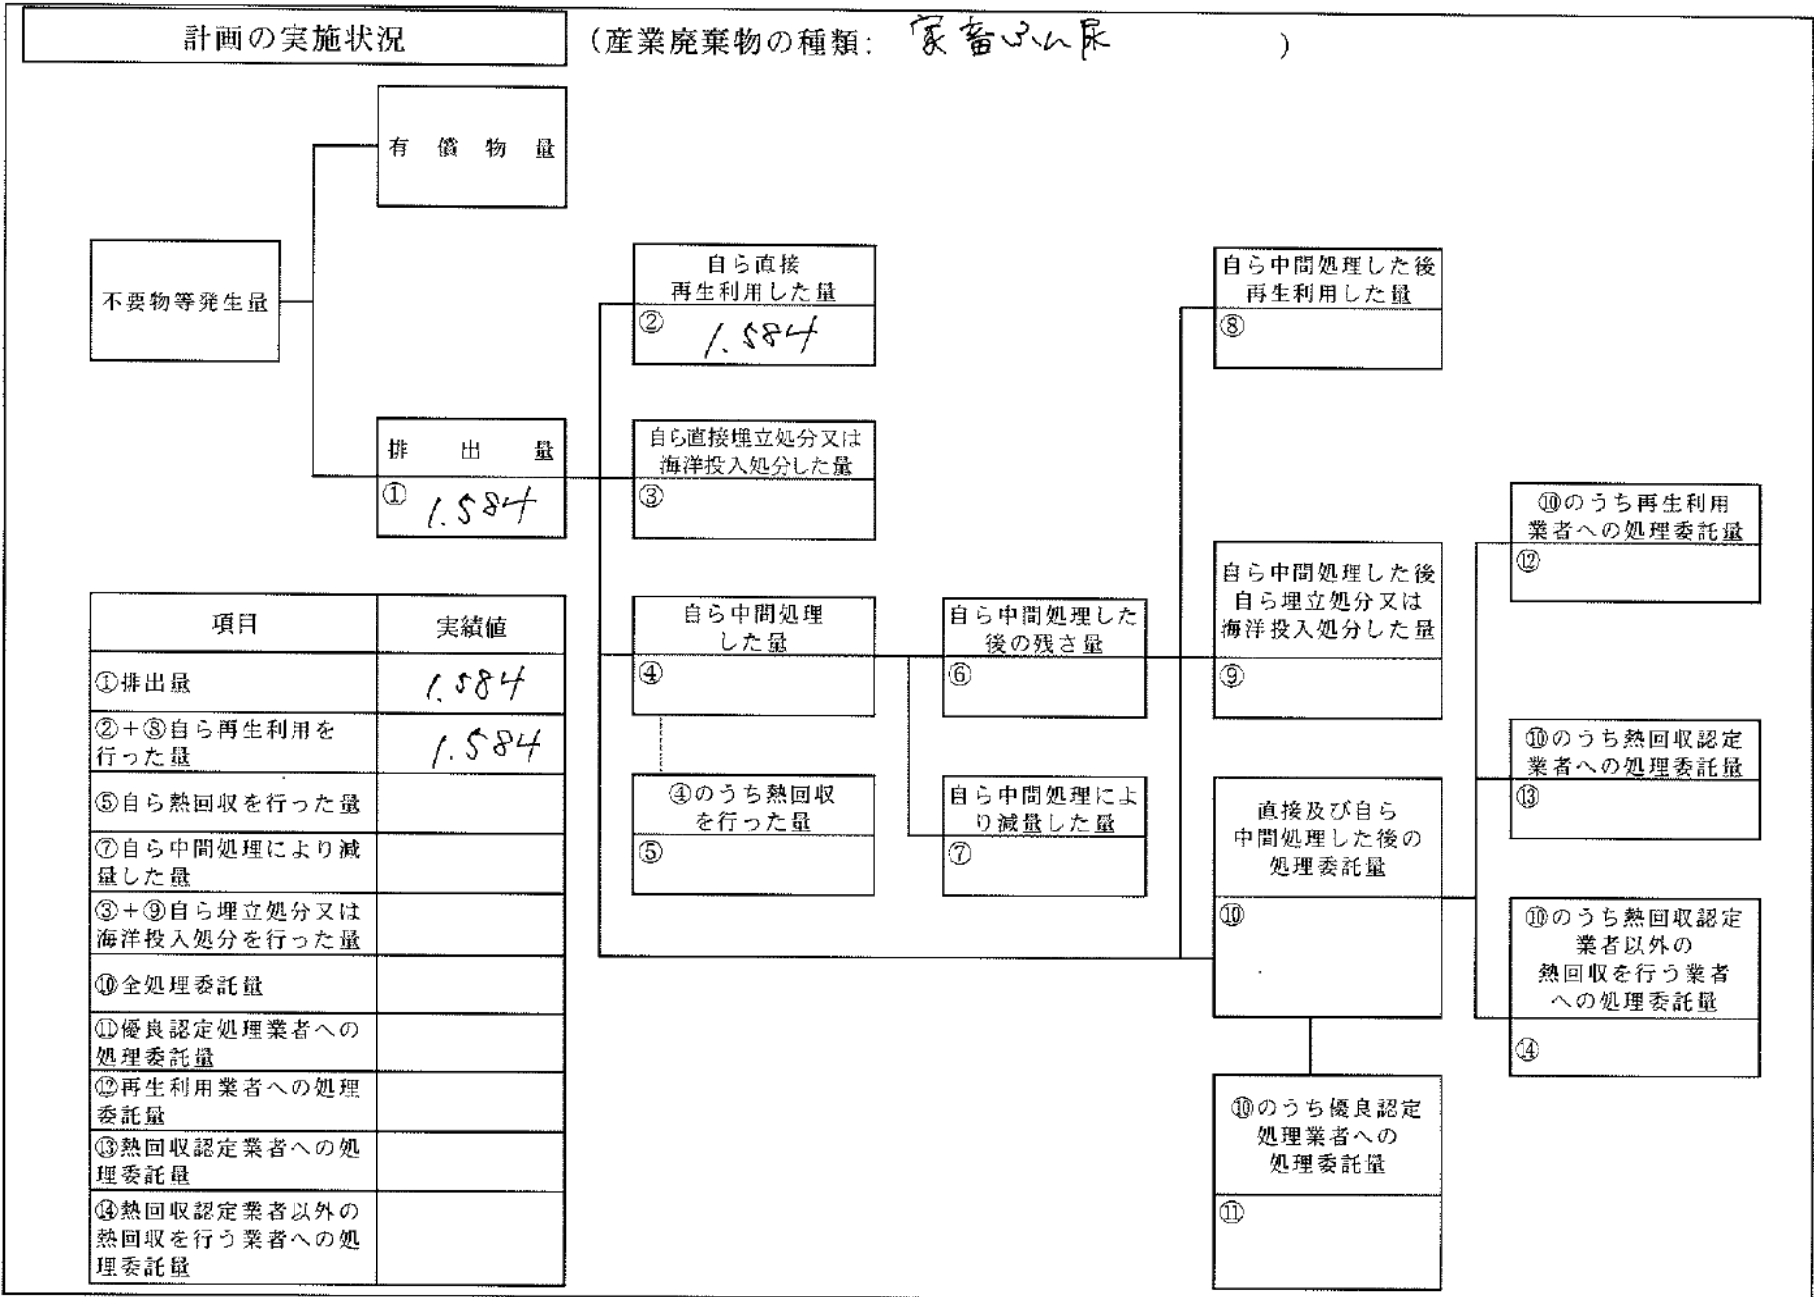 計画の実施状況 (産業廃棄物の種類: 家畜ふん尿 )
有償物量
不要物等発生量
自ら直接
再生利用した量
② 1.584
自ら中間処理した後
再生利用した量
⑧
排出量
① 1.584
自ら直接埋立処分又は
海洋投入処分した量
③
⑩のうち再生利用
業者への処理委託量
⑫
自ら中間処理
した量
④
自ら中間処理した
後の残さ量
⑥
自ら中間処理した後
自ら埋立処分又は
海洋投入処分した量
⑨
④のうち熱回収
を行った量
⑤
自ら中間処理によ
り減量した量
⑦
直接及び自ら
中間処理した後の
処理委託量
⑩
⑩のうち熱回収認定
業者への処理委託量
⑬
⑩のうち熱回収認定
業者以外の
熱回収を行う業者
への処理委託量
⑭
⑩のうち優良認定
処理業者への
処理委託量
⑪
項目 実績値
①排出量 1.584
②+⑧自ら再生利用を
行った量 1.584
⑤自ら熱回収を行った量
⑦自ら中間処理により減
量した量
③+⑨自ら埋立処分又は
海洋投入処分を行った量
⑩全処理委託量
⑪優良認定処理業者への
処理委託量
⑫再生利用業者への処理
委託量
⑬熱回収認定業者への処
理委託量
⑭熱回収認定業者以外の
熱回収を行う業者への処
理委託量